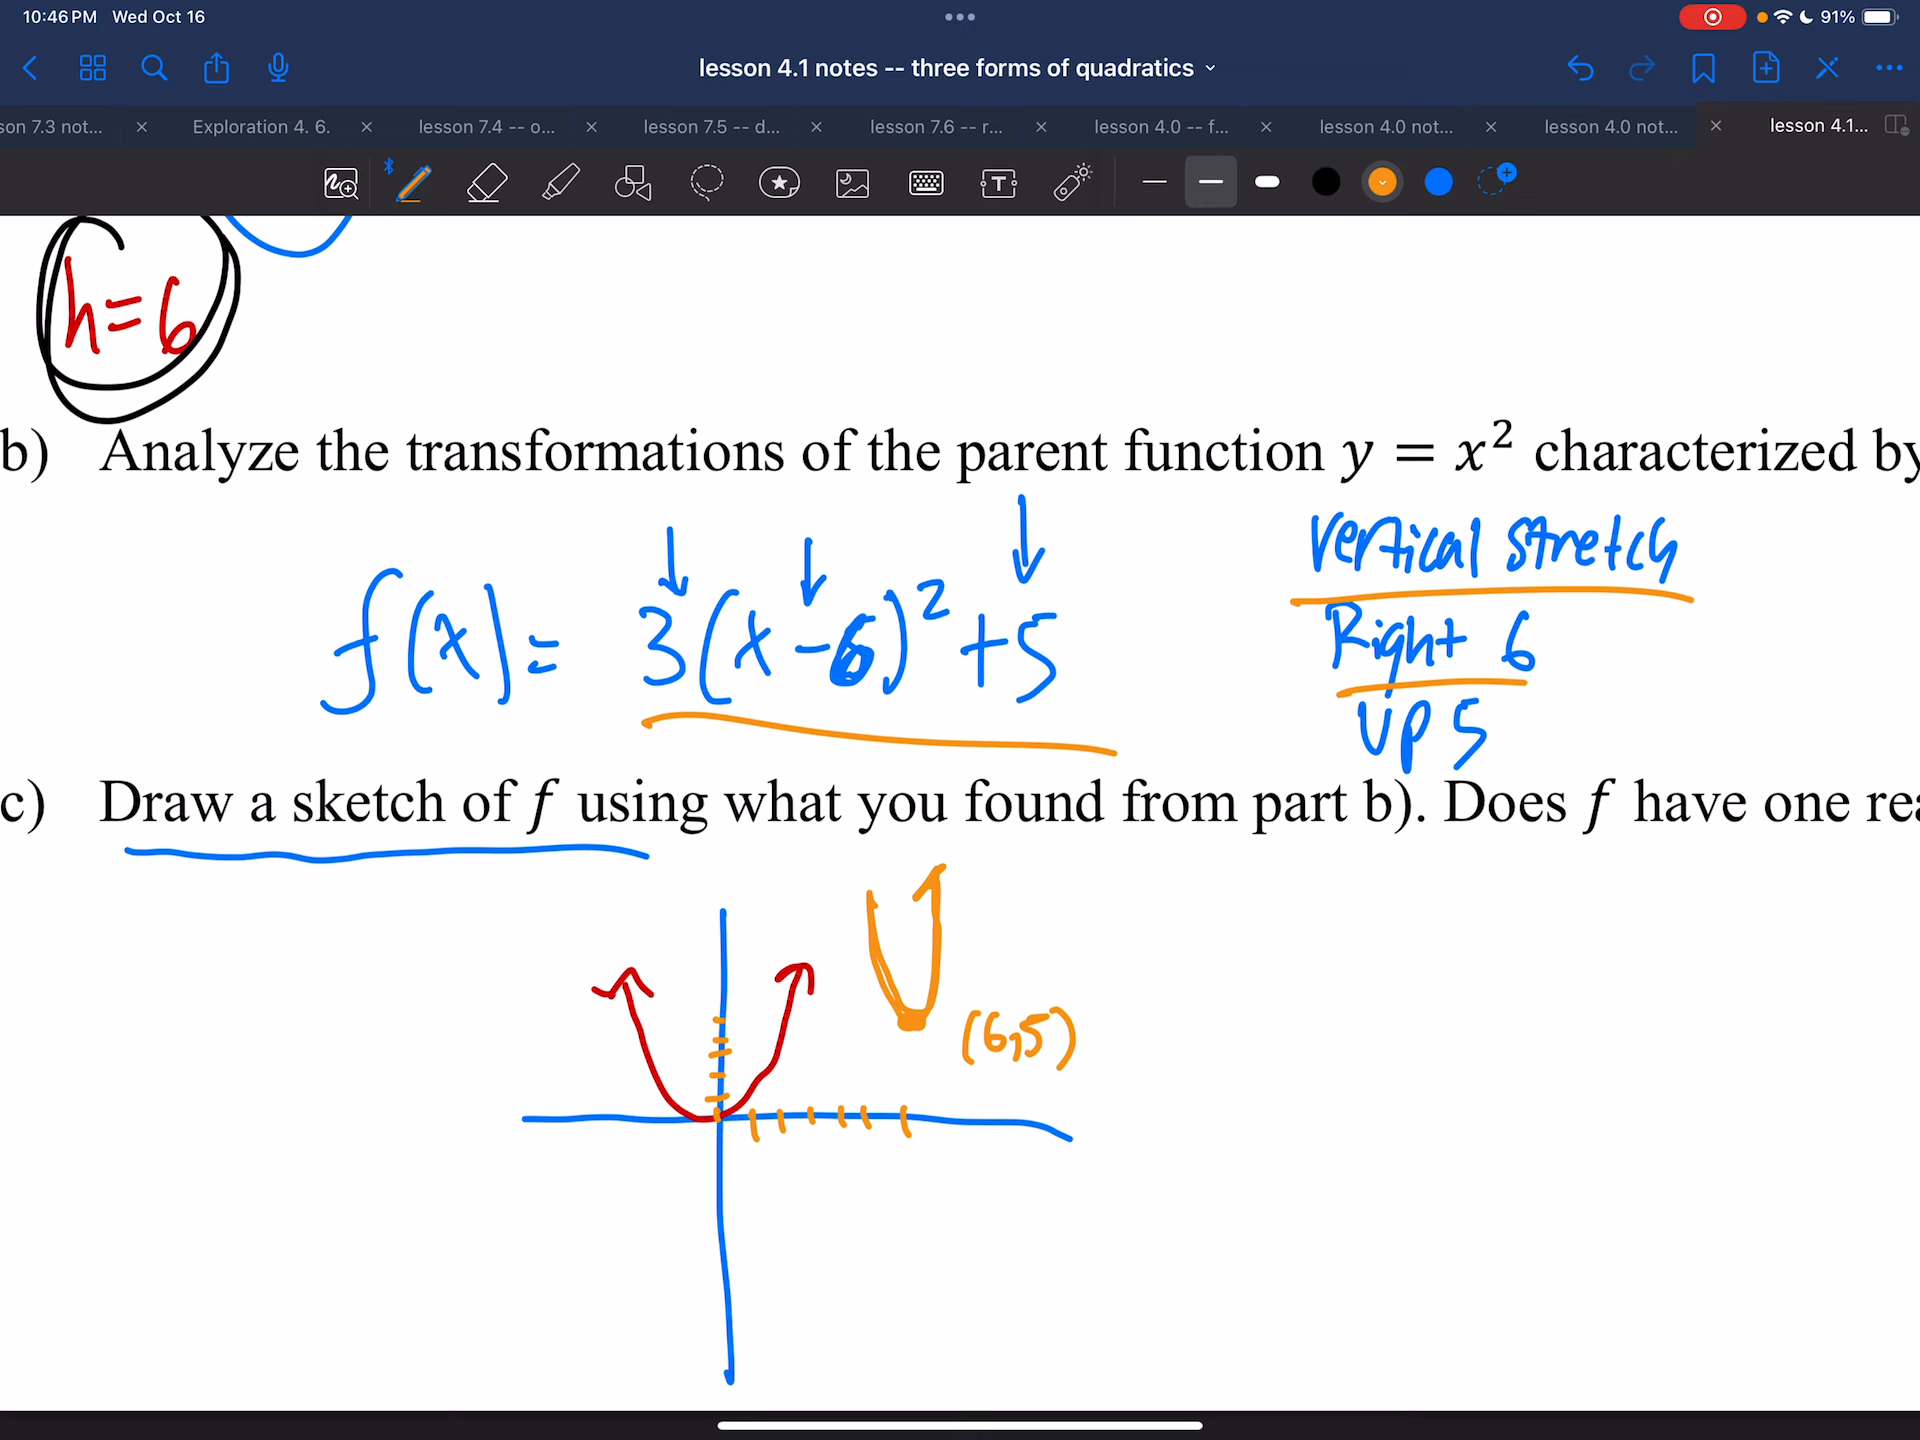 10:46 PM Wed Oct 16
91%
lesson 4.1 notes -- three forms of quadratics
son 7.3 not...
Exploration 4. 6.
lesson 7.4 -- o...
lesson 7.5 -- d...
lesson 7.6 -- r...
lesson 4.0 -- f...
lesson 4.0 not...
lesson 4.0 not...
lesson 4.1...
h=6
b) Analyze the transformations of the parent function y = x² characterized by
f(x)= 3(x-6)²+5
Vertical stretch
Right 6
Up 5
c) Draw a sketch of f using what you found from part b). Does f have one rea
(6,5)